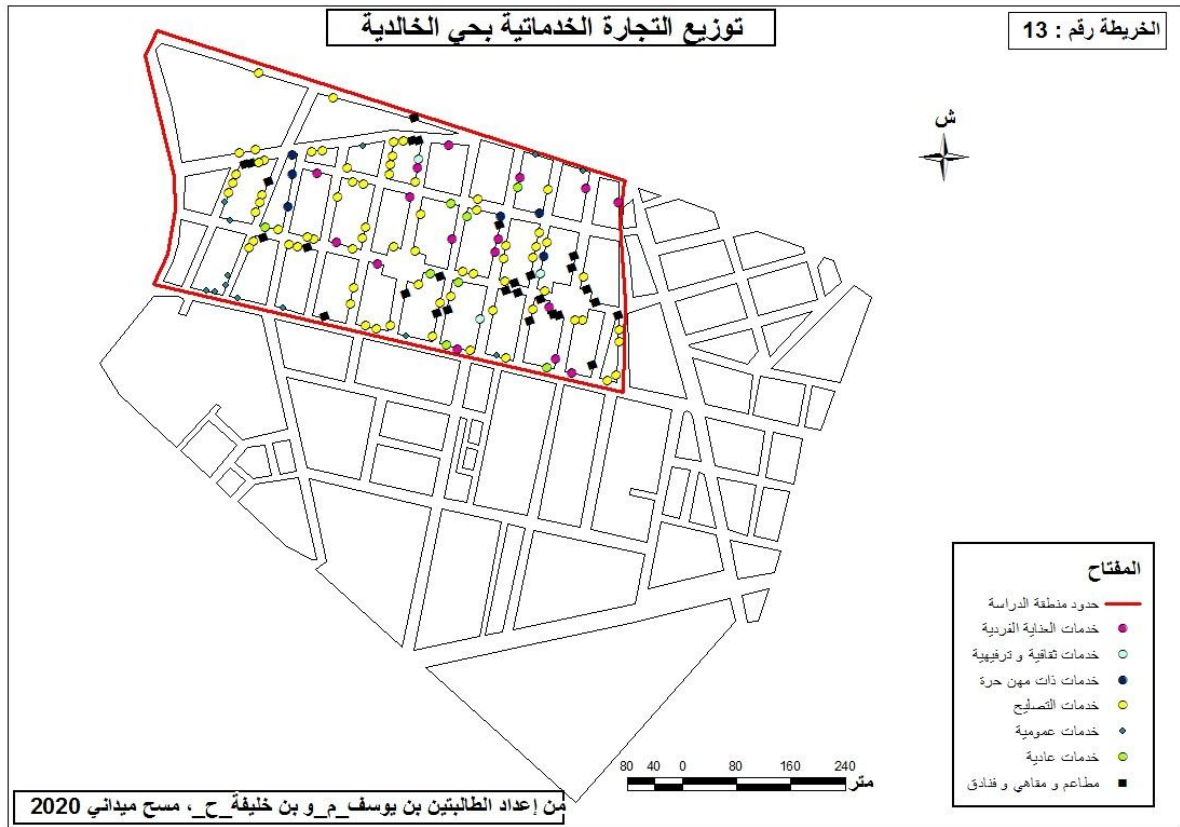 توزيع التجارة الخدماتية بحي الخالدية
الخريطة رقم : 13
ش
المفتاح
حدود منطقة الدراسة
خدمات العناية الفردية
خدمات ثقافية و ترفيهية
خدمات ذات مهن حرة
خدمات التصليح
خدمات عمومية
خدمات عادية
مطاعم و مقاهي و فنادق
80 40 0 80 160 240
متر
من إعداد الطالبتين بن يوسف_م_و بن خليفة_ح_، مسح ميداني 2020